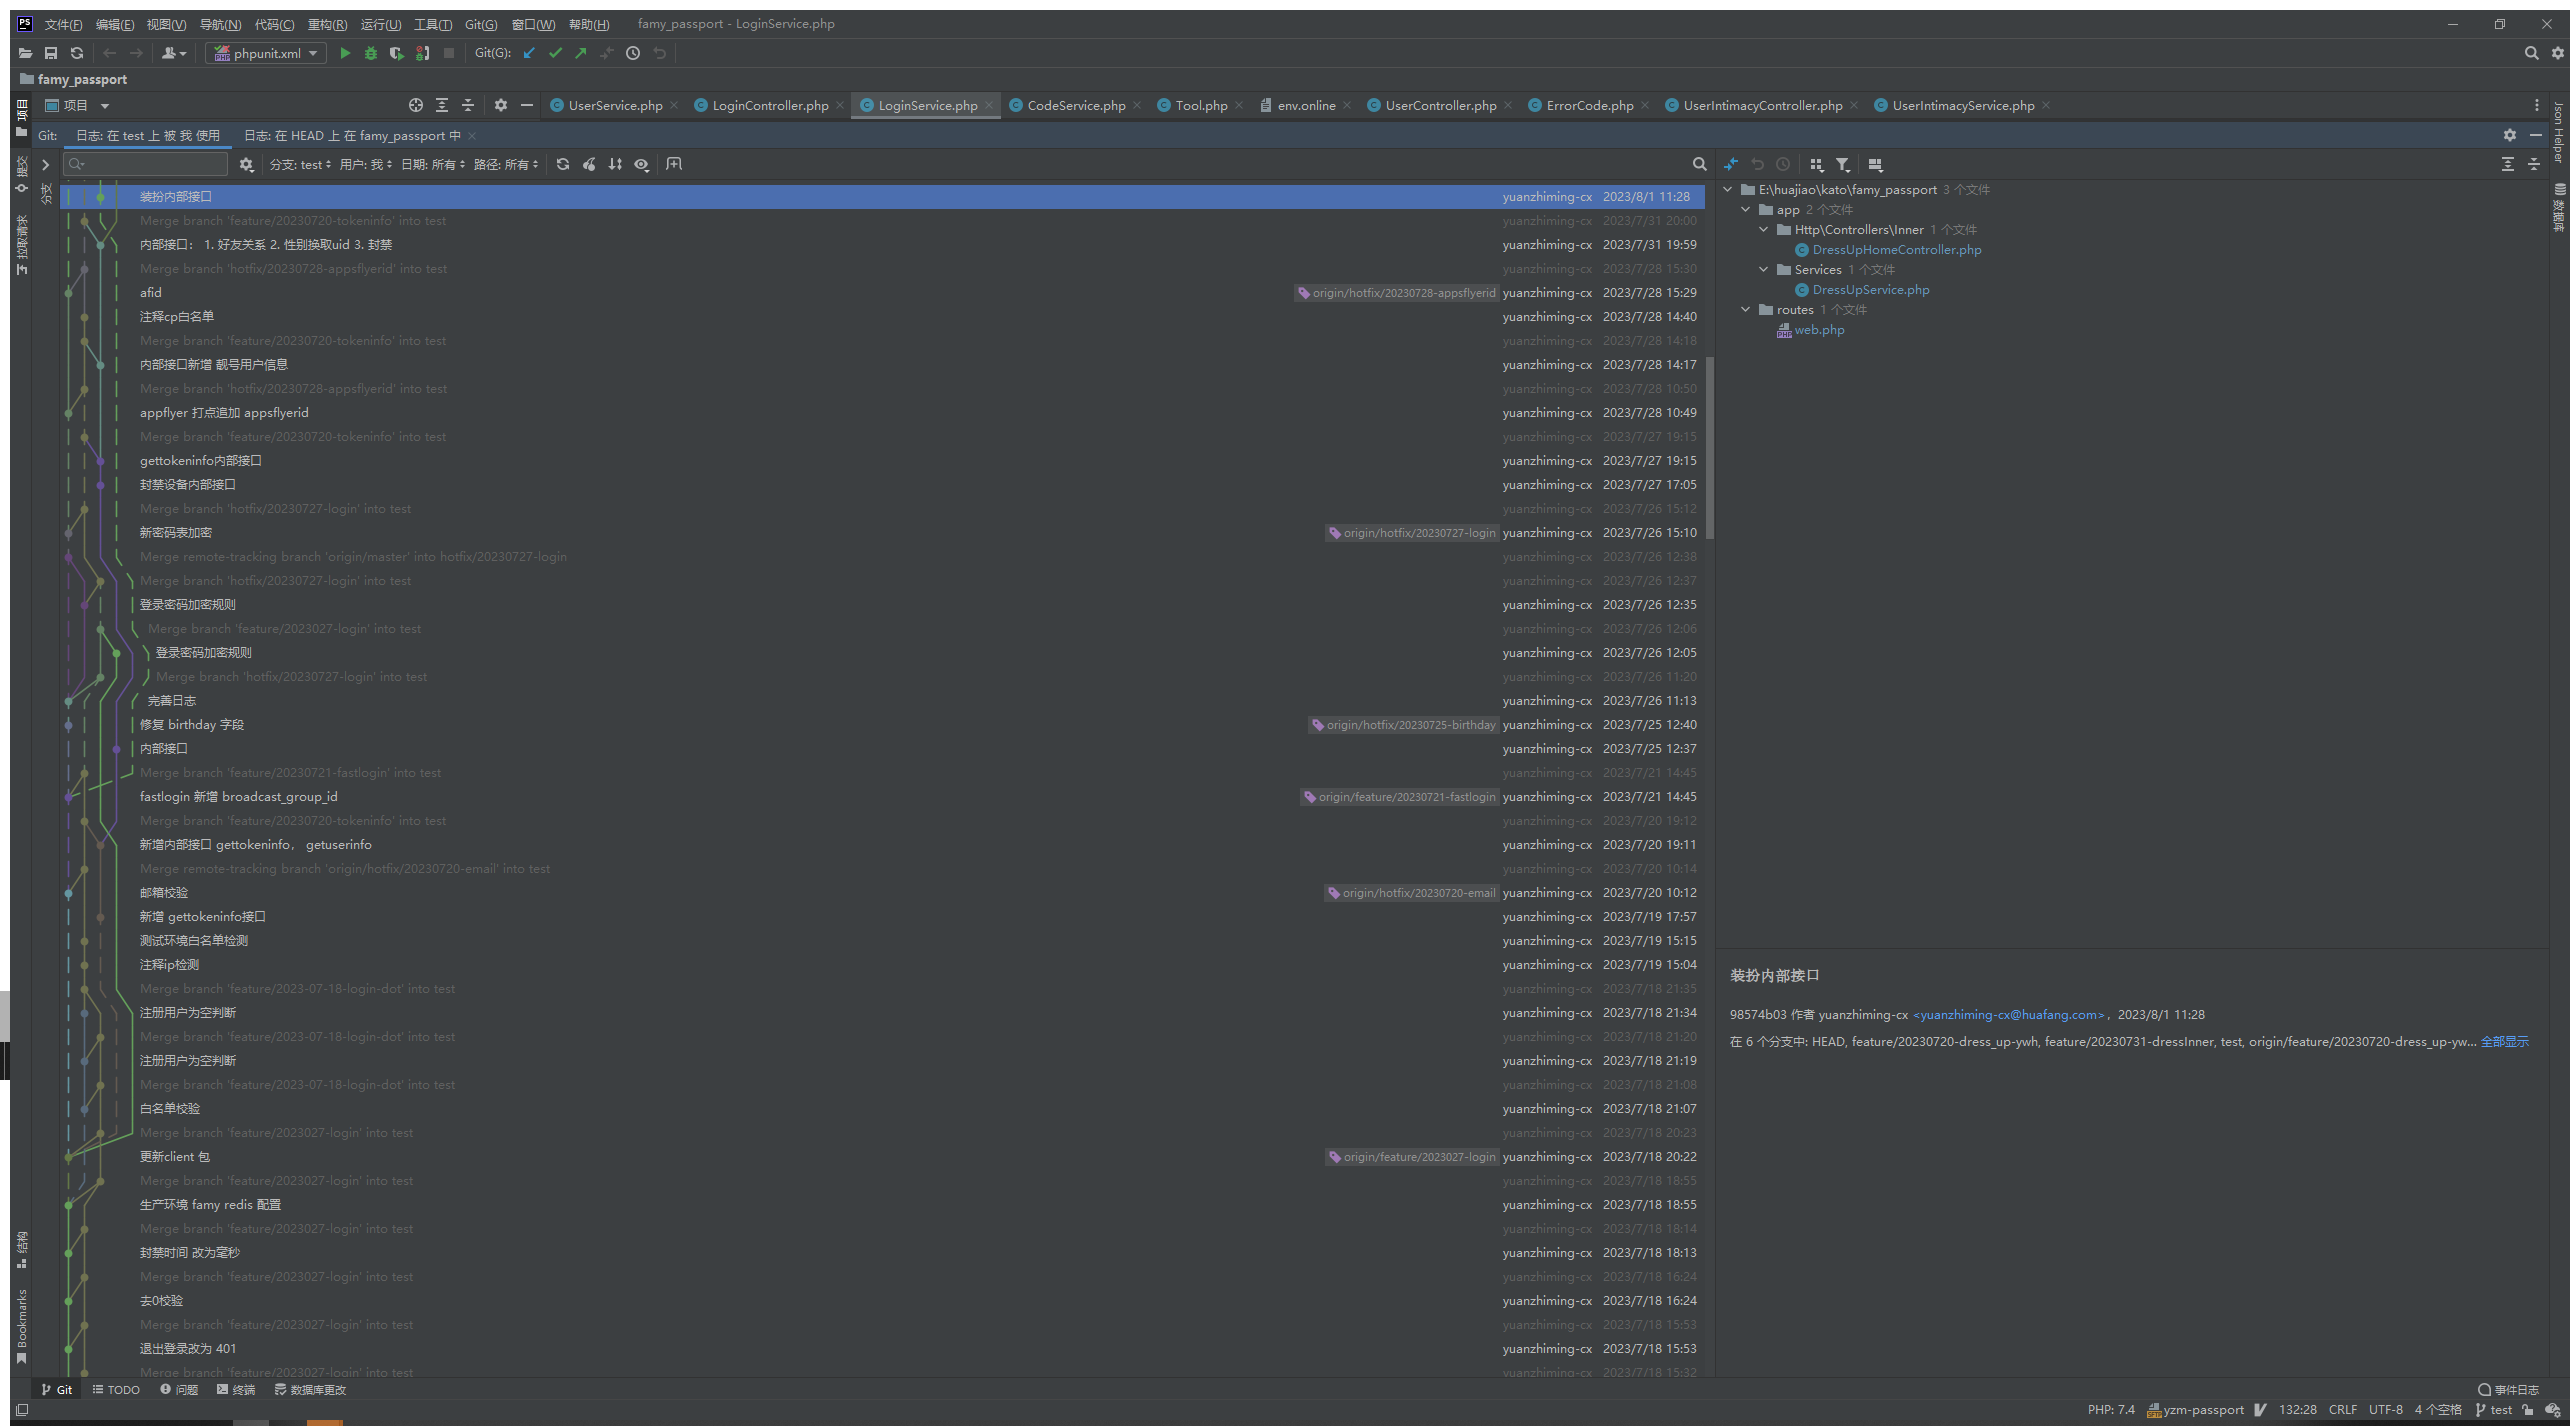 文件(F) 编辑(E) 视图(V) 导航(N) 代码(C) 重构(R) 运行(U) 工具(T) Git(G) 窗口(W) 帮助(H) famy_passport - LoginService.php
phpunit.xml Git(G):
famy_passport
项目 UserService.php LoginController.php LoginService.php CodeService.php Tool.php env.online UserController.php ErrorCode.php UserIntimacyController.php UserIntimacyService.php
Git: 日志: 在 test 上 被 我 使用 日志: 在 HEAD 上 在 famy_passport 中
分支: test 用户: 我 日期: 所有 路径: 所有
装扮内部接口 yuanzhiming-cx 2023/8/1 11:28
Merge branch 'feature/20230720-tokeninfo' into test yuanzhiming-cx 2023/7/31 20:00
内部接口: 1. 好友关系 2. 性别换取uid 3. 封禁 yuanzhiming-cx 2023/7/31 19:59
Merge branch 'hotfix/20230728-appsflyerid' into test yuanzhiming-cx 2023/7/28 15:30
afid origin/hotfix/20230728-appsflyerid yuanzhiming-cx 2023/7/28 15:29
注释cp白名单 yuanzhiming-cx 2023/7/28 14:40
Merge branch 'feature/20230720-tokeninfo' into test yuanzhiming-cx 2023/7/28 14:18
内部接口新增 靓号用户信息 yuanzhiming-cx 2023/7/28 14:17
Merge branch 'hotfix/20230728-appsflyerid' into test yuanzhiming-cx 2023/7/28 10:50
appflyer 打点追加 appsflyerid yuanzhiming-cx 2023/7/28 10:49
Merge branch 'feature/20230720-tokeninfo' into test yuanzhiming-cx 2023/7/27 19:15
gettokeninfo内部接口 yuanzhiming-cx 2023/7/27 19:15
封禁设备内部接口 yuanzhiming-cx 2023/7/27 17:05
Merge branch 'hotfix/20230727-login' into test yuanzhiming-cx 2023/7/26 15:12
新密码表加密 origin/hotfix/20230727-login yuanzhiming-cx 2023/7/26 15:10
Merge remote-tracking branch 'origin/master' into hotfix/20230727-login yuanzhiming-cx 2023/7/26 12:38
Merge branch 'hotfix/20230727-login' into test yuanzhiming-cx 2023/7/26 12:37
登录密码加密规则 yuanzhiming-cx 2023/7/26 12:35
Merge branch 'feature/2023027-login' into test yuanzhiming-cx 2023/7/26 12:06
登录密码加密规则 yuanzhiming-cx 2023/7/26 12:05
Merge branch 'hotfix/20230727-login' into test yuanzhiming-cx 2023/7/26 11:20
完善日志 yuanzhiming-cx 2023/7/26 11:13
修复 birthday 字段 origin/hotfix/20230725-birthday yuanzhiming-cx 2023/7/25 12:40
内部接口 yuanzhiming-cx 2023/7/25 12:37
Merge branch 'feature/20230721-fastlogin' into test yuanzhiming-cx 2023/7/21 14:45
fastlogin 新增 broadcast_group_id origin/feature/20230721-fastlogin yuanzhiming-cx 2023/7/21 14:45
Merge branch 'feature/20230720-tokeninfo' into test yuanzhiming-cx 2023/7/20 19:12
新增内部接口 gettokeninfo, getuserinfo yuanzhiming-cx 2023/7/20 19:11
Merge remote-tracking branch 'origin/hotfix/20230720-email' into test yuanzhiming-cx 2023/7/20 10:14
邮箱校验 origin/hotfix/20230720-email yuanzhiming-cx 2023/7/20 10:12
新增 gettokeninfo接口 yuanzhiming-cx 2023/7/19 17:57
测试环境白名单检测 yuanzhiming-cx 2023/7/19 15:15
注释ip检测 yuanzhiming-cx 2023/7/19 15:04
Merge branch 'feature/2023-07-18-login-dot' into test yuanzhiming-cx 2023/7/18 21:35
注册用户为空判断 yuanzhiming-cx 2023/7/18 21:34
Merge branch 'feature/2023-07-18-login-dot' into test yuanzhiming-cx 2023/7/18 21:20
注册用户为空判断 yuanzhiming-cx 2023/7/18 21:19
Merge branch 'feature/2023-07-18-login-dot' into test yuanzhiming-cx 2023/7/18 21:08
白名单校验 yuanzhiming-cx 2023/7/18 21:07
Merge branch 'feature/2023027-login' into test yuanzhiming-cx 2023/7/18 20:23
更新client 包 origin/feature/2023027-login yuanzhiming-cx 2023/7/18 20:22
Merge branch 'feature/2023027-login' into test yuanzhiming-cx 2023/7/18 18:55
生产环境 famy redis 配置 yuanzhiming-cx 2023/7/18 18:55
Merge branch 'feature/2023027-login' into test yuanzhiming-cx 2023/7/18 18:14
封禁时间 改为毫秒 yuanzhiming-cx 2023/7/18 18:13
Merge branch 'feature/2023027-login' into test yuanzhiming-cx 2023/7/18 16:24
去0校验 yuanzhiming-cx 2023/7/18 16:24
Merge branch 'feature/2023027-login' into test yuanzhiming-cx 2023/7/18 15:53
退出登录改为 401 yuanzhiming-cx 2023/7/18 15:53
Merge branch 'feature/2023027-login' into test yuanzhiming-cx 2023/7/18 15:32
E:\huajiao\kato\famy_passport 3 个文件
app 2 个文件
Http\Controllers\Inner 1 个文件
DressUpHomeController.php
Services 1 个文件
DressUpService.php
routes 1 个文件
web.php
装扮内部接口
98574b03 作者 yuanzhiming-cx <yuanzhiming-cx@huafang.com>, 2023/8/1 11:28
在 6 个分支中: HEAD, feature/20230720-dress_up-ywh, feature/20230731-dressInner, test, origin/feature/20230720-dress_up-yw... 全部显示
项目
提交
拉取请求
分支
结构
Bookmarks
Json Helper
数据库
Git TODO 问题 终端 数据库更改 事件日志
PHP: 7.4 yzm-passport 132:28 CRLF UTF-8 4 个空格 test